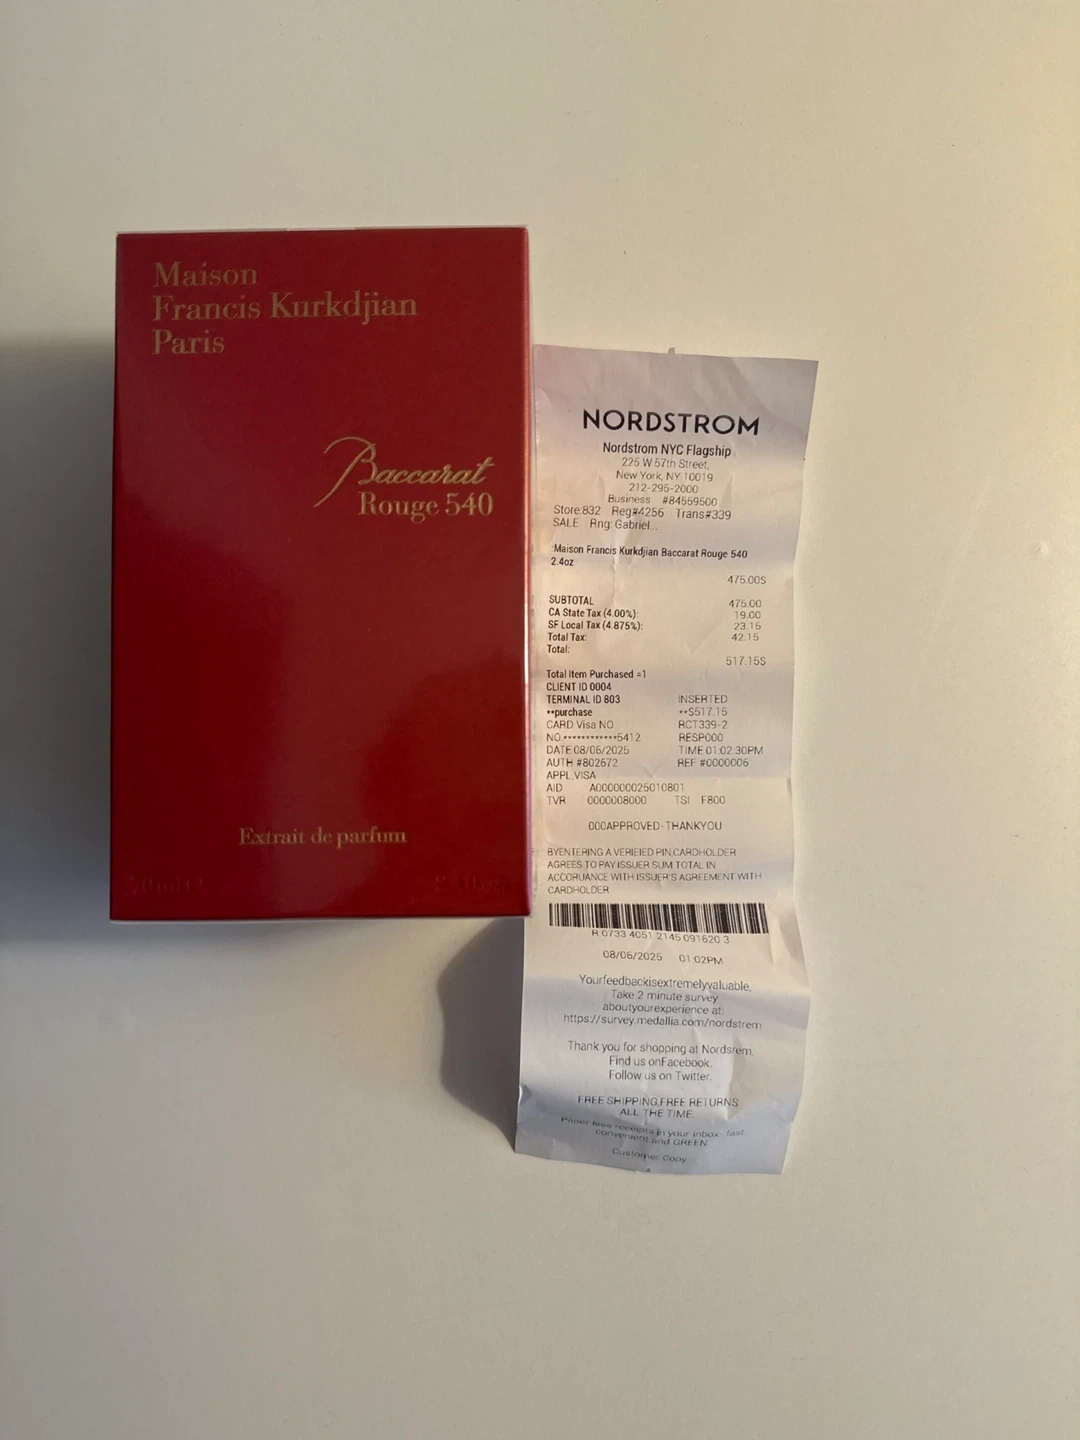 Maison
Francis Kurkdjian
Paris
Baccarat
Rouge 540
Extrait de parfum
NORDSTROM
Nordstrom NYC Flagship
225 W 57th Street,
New York, NY 10019
212-295-2000
Business #84559500
Store:832 Reg#4256 Trans#339
SALE Rng: Gabriel...
:Maison Francis Kurkdjian Baccarat Rouge 540
2.4oz
475.00S
SUBTOTAL 475.00
CA State Tax (4.00%): 19.00
SF Local Tax (4.875%): 23.15
Total Tax: 42.15
Total:
517.15S
Total Item Purchased =1
CLIENT ID 0004
TERMINAL ID 803 INSERTED
**purchase **$517.15
CARD Visa NO. RCT339-2
NO.************5412 RESP000
DATE 08/06/2025 TIME 01:02:30PM
AUTH #802672 REF #0000006
APPL.VISA
AID A000000025010801
TVR 0000008000 TSI F800
000APPROVED-THANKYOU
BYENTERING A VERIEIED PIN,CARDHOLDER
AGREES TO PAY ISSUER SUM TOTAL IN
ACCORUANCE WITH ISSUER'S AGREEMENT WITH
CARDHOLDER
R 0733 4051 2145 091620 3
08/06/2025 01:02PM
Yourfeedbackisextremelyvaluable,
Take 2 minute survey
aboutyourexperience at:
https://survey.medallia.com/nordstrem
Thank you for shopping at Nordsrem.
Find us onFacebook.
Follow us on Twitter.
FREE SHIPPING,FREE RETURNS
ALL THE TIME.
Paper less receipts in your inbox- fast.
convenient and GREEN
Customer Copy